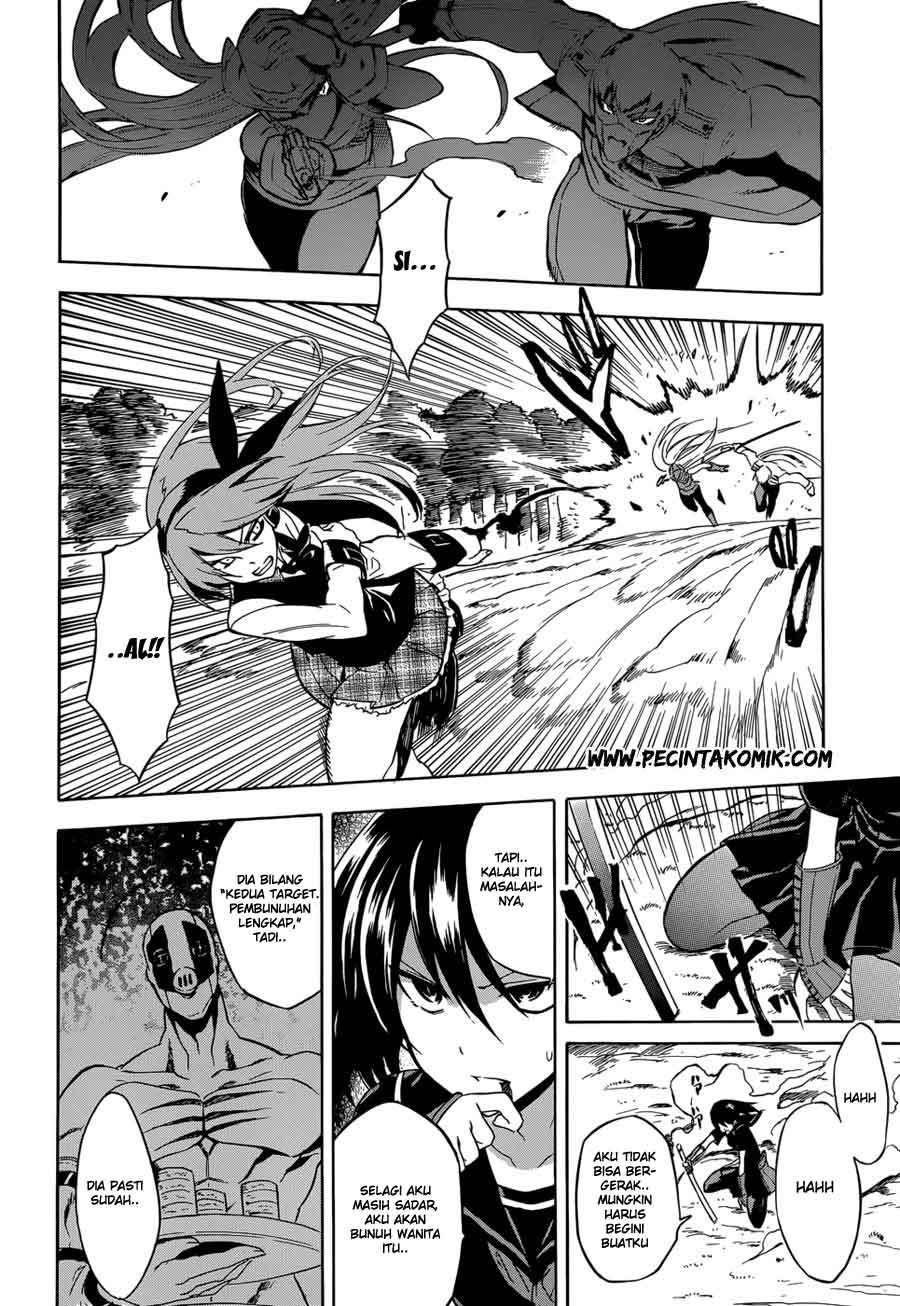 SI...
..AL!!
WWW.PECINTAKOMIK.COM
HAHH
HAHH
AKU TIDAK
BISA BER-
GERAK..
MUNGKIN
HARUS
BEGINI
BUATKU
TAPI..
KALAU ITU
MASALAH-
NYA,
SELAGI AKU
MASIH SADAR,
AKU AKAN
BUNUH WANITA
ITU..
DIA BILANG
"KEDUA TARGET.
PEMBUNUHAN
LENGKAP,"
TADI..
DIA PASTI
SUDAH..